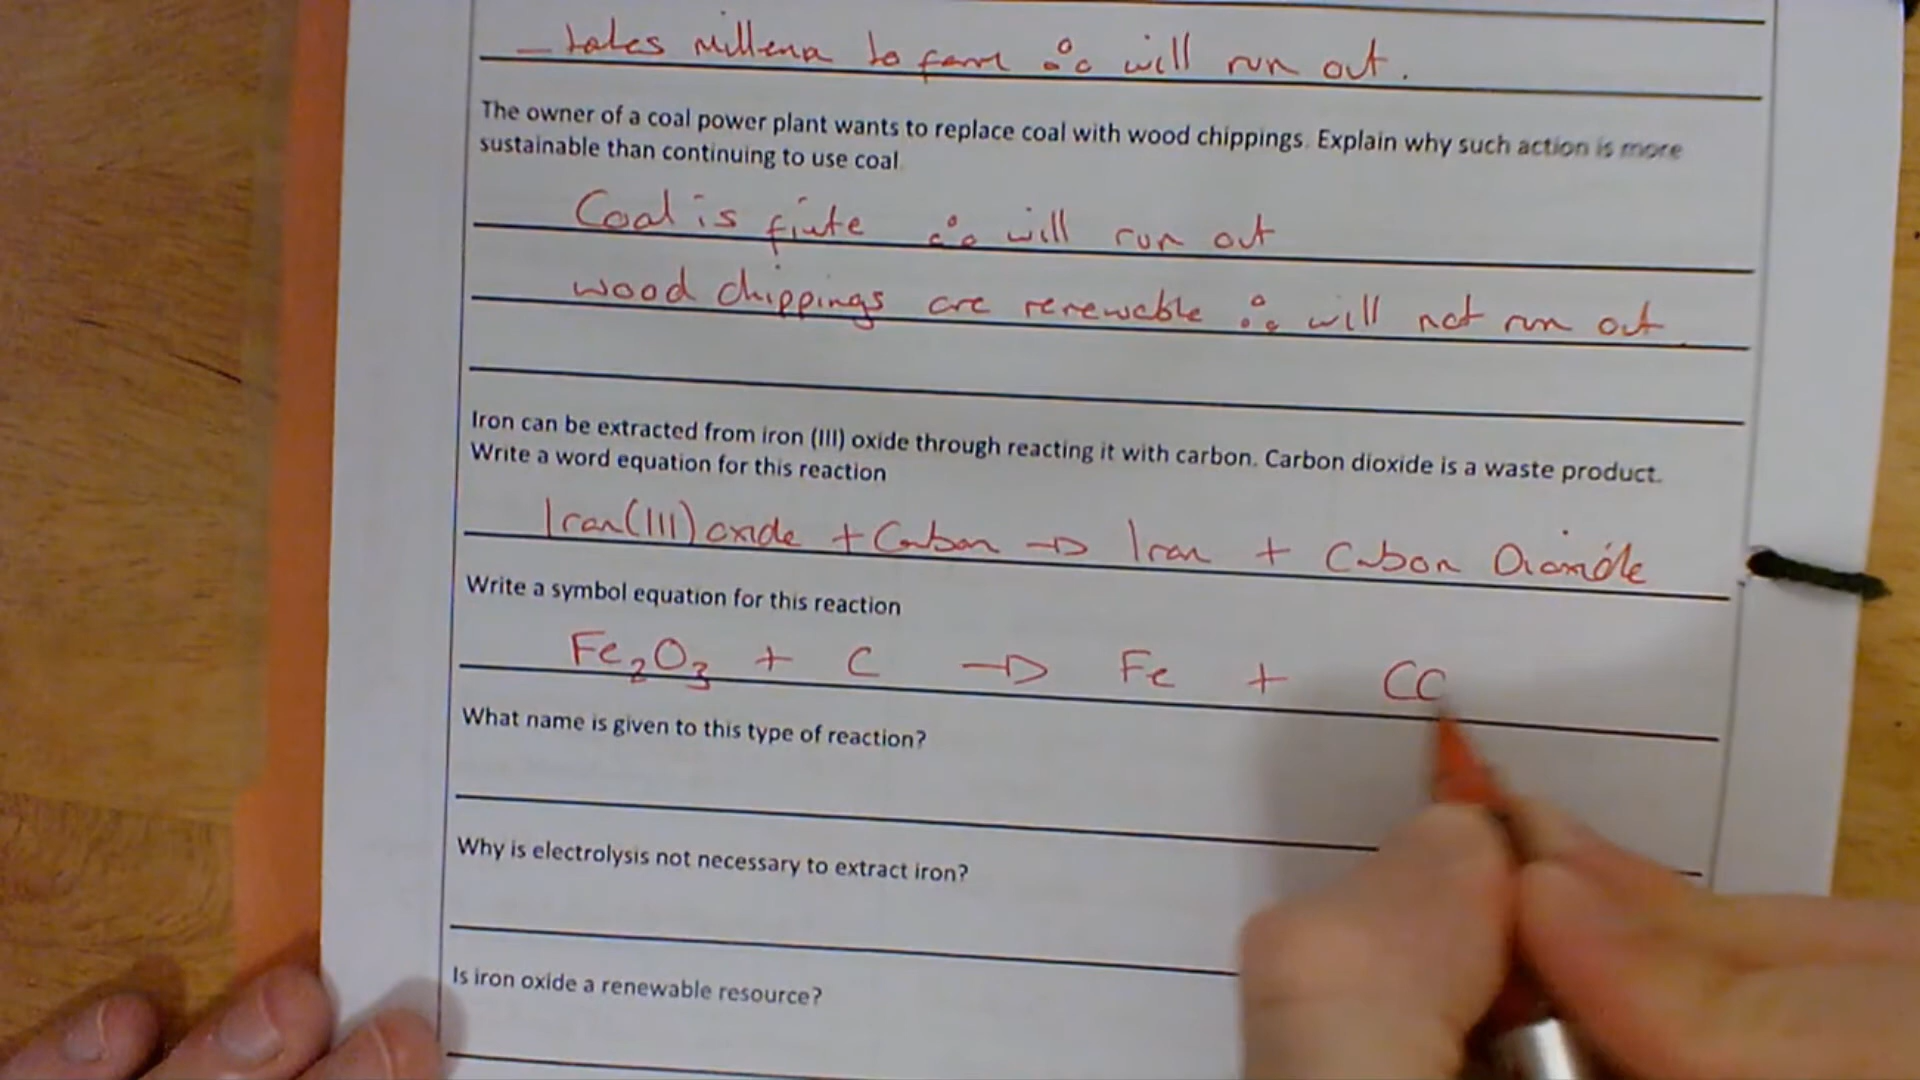 takes millena to form ∴ will run out.
The owner of a coal power plant wants to replace coal with wood chippings. Explain why such action is more
sustainable than continuing to use coal.
Coal is finite ∴ will run out
wood chippings are renewable ∴ will not run out
Iron can be extracted from iron (III) oxide through reacting it with carbon. Carbon dioxide is a waste product.
Write a word equation for this reaction
Iron(III) oxide + Carbon → Iron + Carbon Dioxide
Write a symbol equation for this reaction
Fe₂O₃ + C → Fe + CO
What name is given to this type of reaction?
Why is electrolysis not necessary to extract iron?
Is iron oxide a renewable resource?